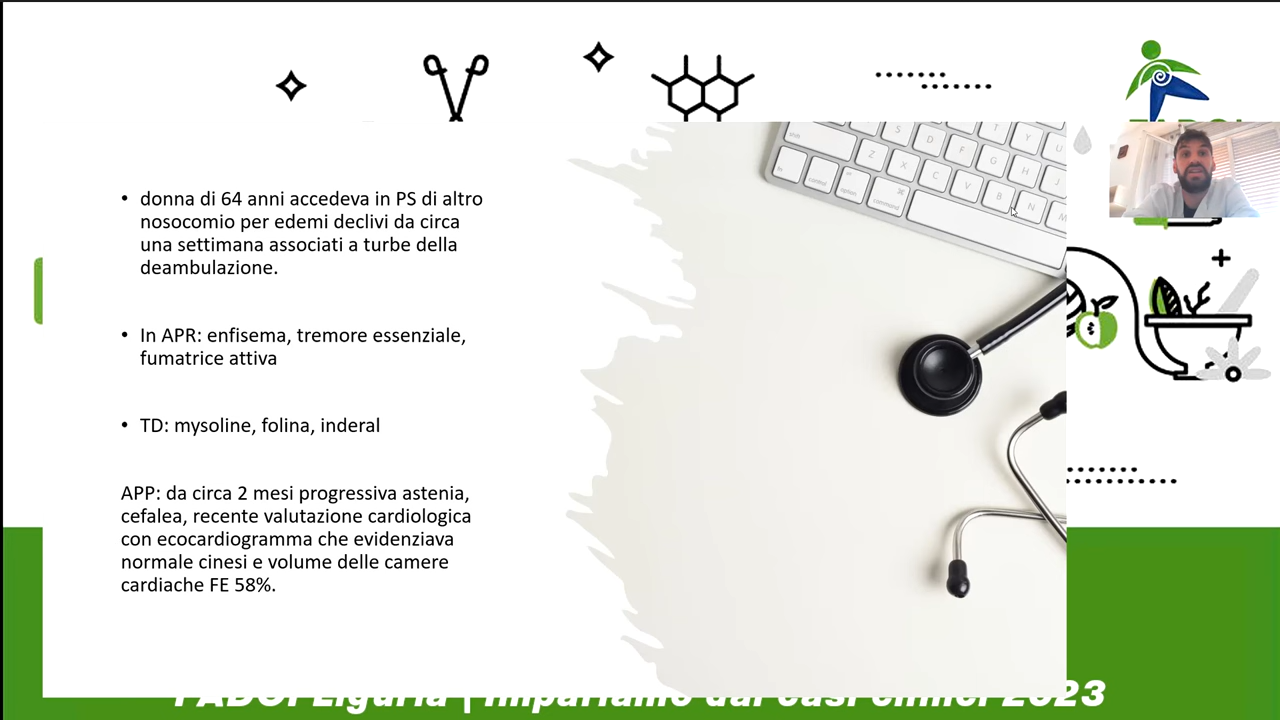 • donna di 64 anni accedeva in PS di altro
nosocomio per edemi declivi da circa
una settimana associati a turbe della
deambulazione.
• In APR: enfisema, tremore essenziale,
fumatrice attiva
• TD: mysoline, folina, inderal
APP: da circa 2 mesi progressiva astenia,
cefalea, recente valutazione cardiologica
con ecocardiogramma che evidenziava
normale cinesi e volume delle camere
cardiache FE 58%.
FADOI Liguria | Impariamo dai casi clinici 2023